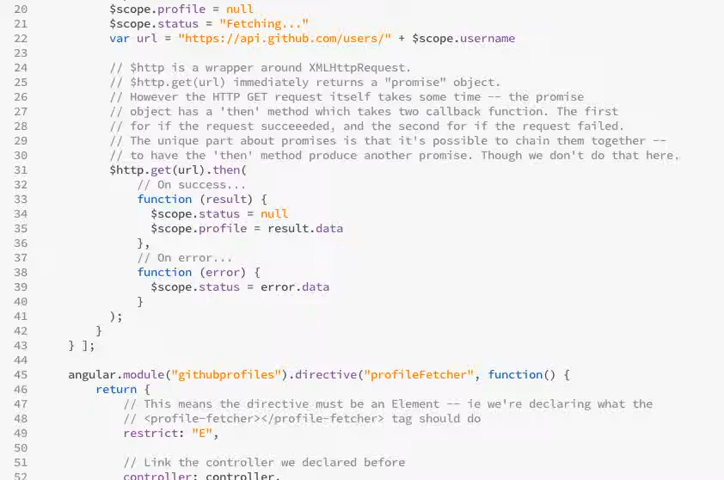 20 $scope.profile = null
21 $scope.status = "Fetching..."
22 var url = "https://api.github.com/users/" + $scope.username
23
24 // $http is a wrapper around XMLHttpRequest.
25 // $http.get(url) immediately returns a "promise" object.
26 // However the HTTP GET request itself takes some time -- the promise
27 // object has a 'then' method which takes two callback function. The first
28 // for if the request succeeeded, and the second for if the request failed.
29 // The unique part about promises is that it's possible to chain them together --
30 // to have the 'then' method produce another promise. Though we don't do that here.
31 $http.get(url).then(
32 // On success...
33 function (result) {
34 $scope.status = null
35 $scope.profile = result.data
36 },
37 // On error...
38 function (error) {
39 $scope.status = error.data
40 }
41 );
42 }
43 } ];
44
45 angular.module("githubprofiles").directive("profileFetcher", function() {
46 return {
47 // This means the directive must be an Element -- ie we're declaring what the
48 // <profile-fetcher></profile-fetcher> tag should do
49 restrict: "E",
50
51 // Link the controller we declared before
52 controller: controller,